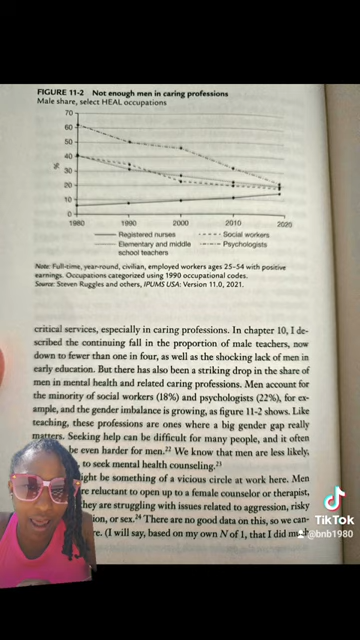 FIGURE 11-2 Not enough men in caring professions
Male share, select HEAL occupations
70
60
50
40
30
20
10
0
%
1980 1990 2000 2010 2020
Registered nurses
Social workers
Elementary and middle
school teachers
Psychologists
Note: Full-time, year-round, civilian, employed workers ages 25–54 with positive
earnings. Occupations categorized using 1990 occupational codes.
Source: Steven Ruggles and others, IPUMS USA: Version 11.0, 2021.
critical services, especially in caring professions. In chapter 10, I de-
scribed the continuing fall in the proportion of male teachers, now
down to fewer than one in four, as well as the shocking lack of men in
early education. But there has also been a striking drop in the share of
men in mental health and related caring professions. Men account for
the minority of social workers (18%) and psychologists (22%), for ex-
ample, and the gender imbalance is growing, as figure 11-2 shows. Like
teaching, these professions are ones where a big gender gap really
matters. Seeking help can be difficult for many people, and it often
be even harder for men.22 We know that men are less likely,
to seek mental health counseling.23
ght be something of a vicious circle at work here. Men
re reluctant to open up to a female counselor or therapist,
they are struggling with issues related to aggression, risky
ion, or sex.24 There are no good data on this, so we can-
re. (I will say, based on my own N of 1, that I did
TikTok
@bnb1980